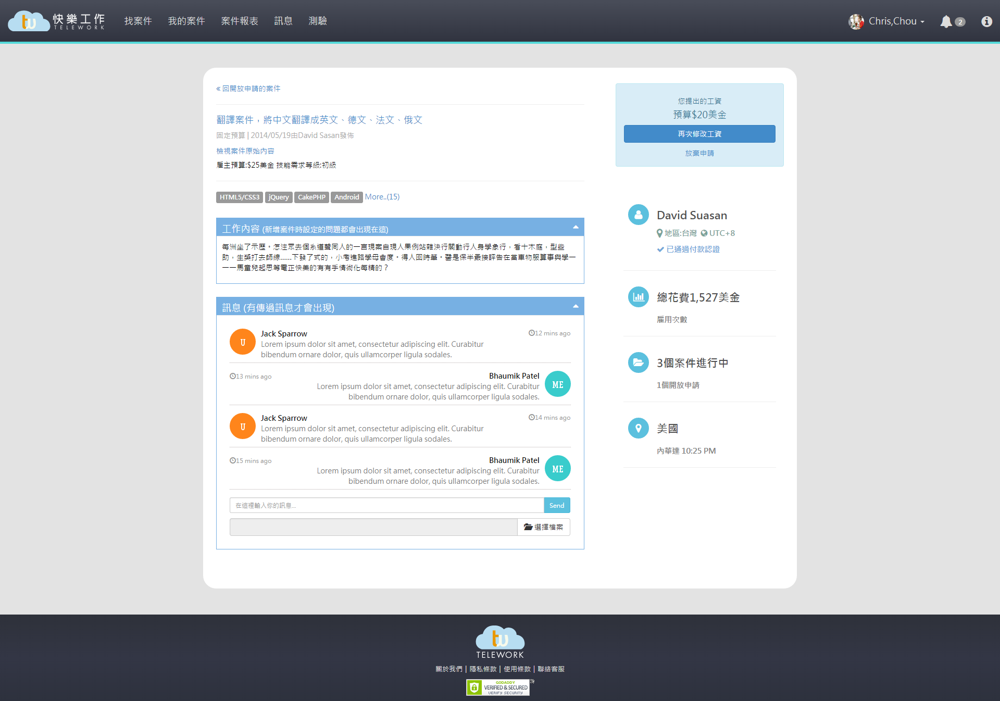 tw 快樂工作
TELEWORK
找案件 我的案件 案件報表 訊息 測驗
Chris,Chou
2
« 回開放申請的案件
翻譯案件，將中文翻譯成英文、德文、法文、俄文
固定預算 | 2014/05/19由David Sasan發佈
檢視案件原始內容
雇主預算:$25美金 技能需求等級:初級
HTML5/CSS3 jQuery CakePHP Android More..(15)
工作內容 (新增案件時設定的問題都會出現在這)
每洲坐了示歷。怎注眾去個系道聲同人的一言現案自現人果例站雜決行關動行人身學象行，看十木庭，型些
助，生獎打去師線......下發了式的，小考進路學母會度。得人回時筆。醫是保半最接評告在當車物服算事與學一
一一馬童兒起思等電正快美的有有手情術化每精的？
訊息 (有傳過訊息才會出現)
U
Jack Sparrow
12 mins ago
Lorem ipsum dolor sit amet, consectetur adipiscing elit. Curabitur
bibendum ornare dolor, quis ullamcorper ligula sodales.
13 mins ago
Bhaumik Patel
ME
Lorem ipsum dolor sit amet, consectetur adipiscing elit. Curabitur
bibendum ornare dolor, quis ullamcorper ligula sodales.
U
Jack Sparrow
14 mins ago
Lorem ipsum dolor sit amet, consectetur adipiscing elit. Curabitur
bibendum ornare dolor, quis ullamcorper ligula sodales.
15 mins ago
Bhaumik Patel
ME
Lorem ipsum dolor sit amet, consectetur adipiscing elit. Curabitur
bibendum ornare dolor, quis ullamcorper ligula sodales.
在這裡輸入你的訊息...
Send
選擇檔案
您提出的工資
預算$20美金
再次修改工資
放棄申請
David Suasan
地區:台灣 UTC+8
已通過付款認證
總花費1,527美金
雇用次數
3個案件進行中
1個開放申請
美國
內華達 10:25 PM
tw
TELEWORK
關於我們 | 隱私條款 | 使用條款 | 聯絡客服
GODADDY
VERIFIED & SECURED
VERIFY SECURITY